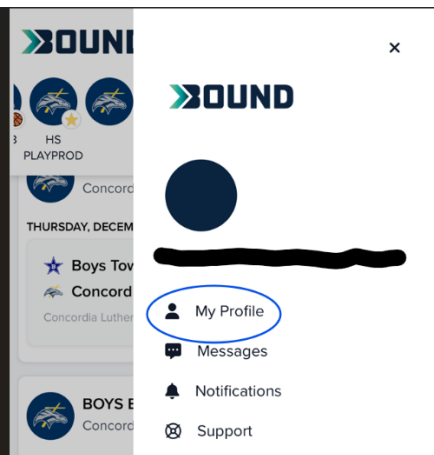 BOUND
HS
PLAYPROD
Concord
THURSDAY, DECEM
Boys Tov
Concord
Concordia Luther
BOYS E
Concord
×
BOUND
My Profile
Messages
Notifications
Support